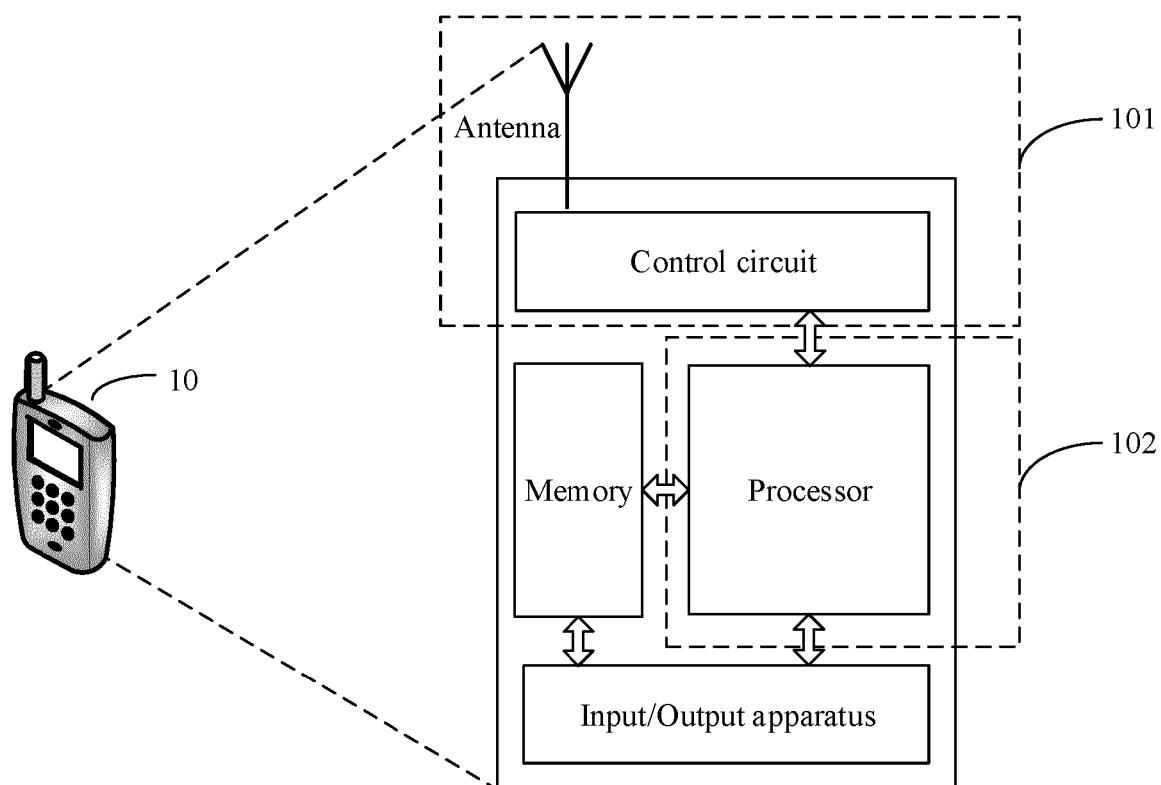 Antenna
101
Control circuit
10
102
Memory
Processor
Input/Output apparatus